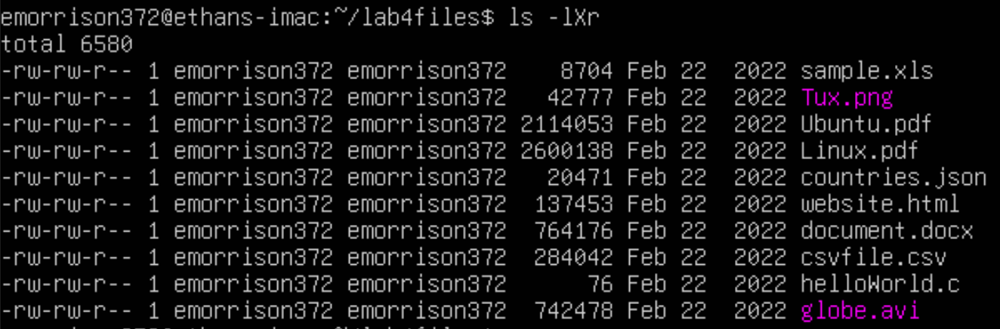 emorrison372@ethans-imac:~/lab4files$ ls -lXr
total 6580
-rw-rw-r-- 1 emorrison372 emorrison372    8704 Feb 22  2022 sample.xls
-rw-rw-r-- 1 emorrison372 emorrison372   42777 Feb 22  2022 Tux.png
-rw-rw-r-- 1 emorrison372 emorrison372 2114053 Feb 22  2022 Ubuntu.pdf
-rw-rw-r-- 1 emorrison372 emorrison372 2600138 Feb 22  2022 Linux.pdf
-rw-rw-r-- 1 emorrison372 emorrison372   20471 Feb 22  2022 countries.json
-rw-rw-r-- 1 emorrison372 emorrison372  137453 Feb 22  2022 website.html
-rw-rw-r-- 1 emorrison372 emorrison372  764176 Feb 22  2022 document.docx
-rw-rw-r-- 1 emorrison372 emorrison372  284042 Feb 22  2022 csvfile.csv
-rw-rw-r-- 1 emorrison372 emorrison372      76 Feb 22  2022 helloWorld.c
-rw-rw-r-- 1 emorrison372 emorrison372  742478 Feb 22  2022 globe.avi